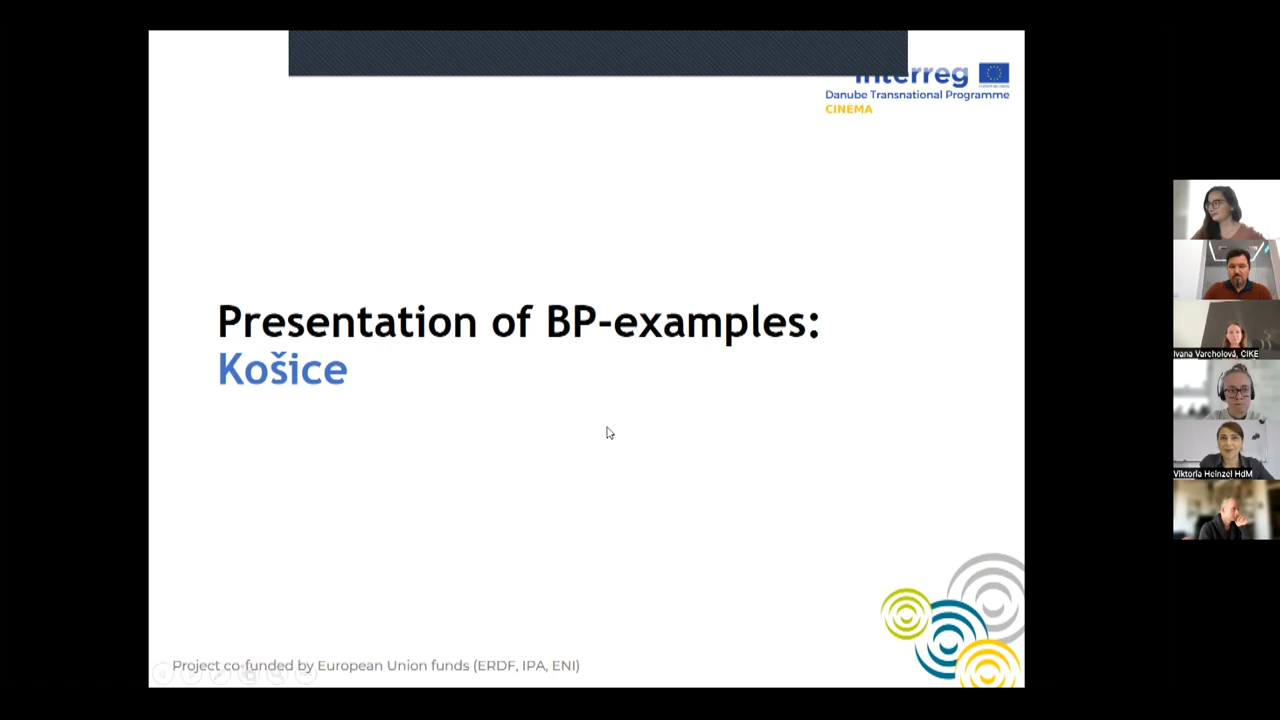 Interreg
Danube Transnational Programme
CINEMA
Presentation of BP-examples:
Košice
Project co-funded by European Union funds (ERDF, IPA, ENI)
Ivana Varcholová, CIKE
Viktoria Heinzel HdM